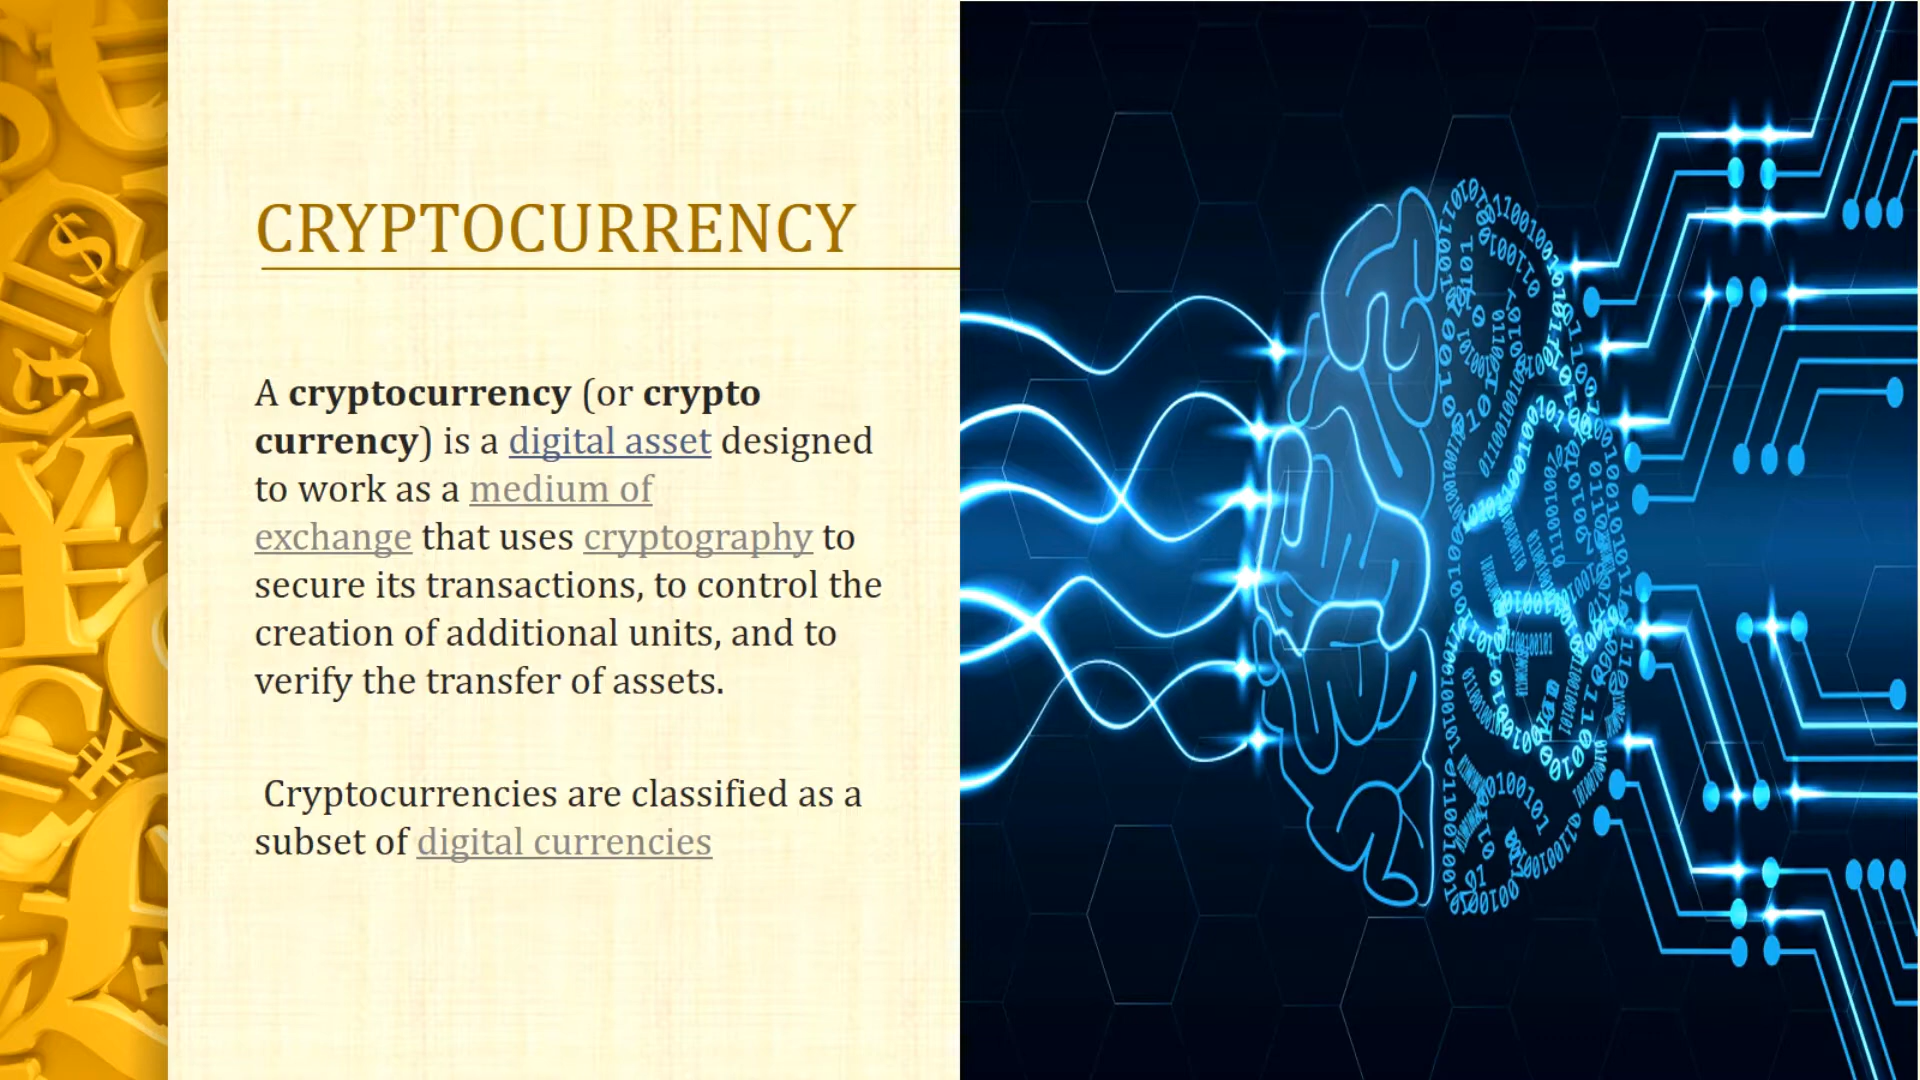 CRYPTOCURRENCY
A cryptocurrency (or crypto
currency) is a digital asset designed
to work as a medium of
exchange that uses cryptography to
secure its transactions, to control the
creation of additional units, and to
verify the transfer of assets.
Cryptocurrencies are classified as a
subset of digital currencies